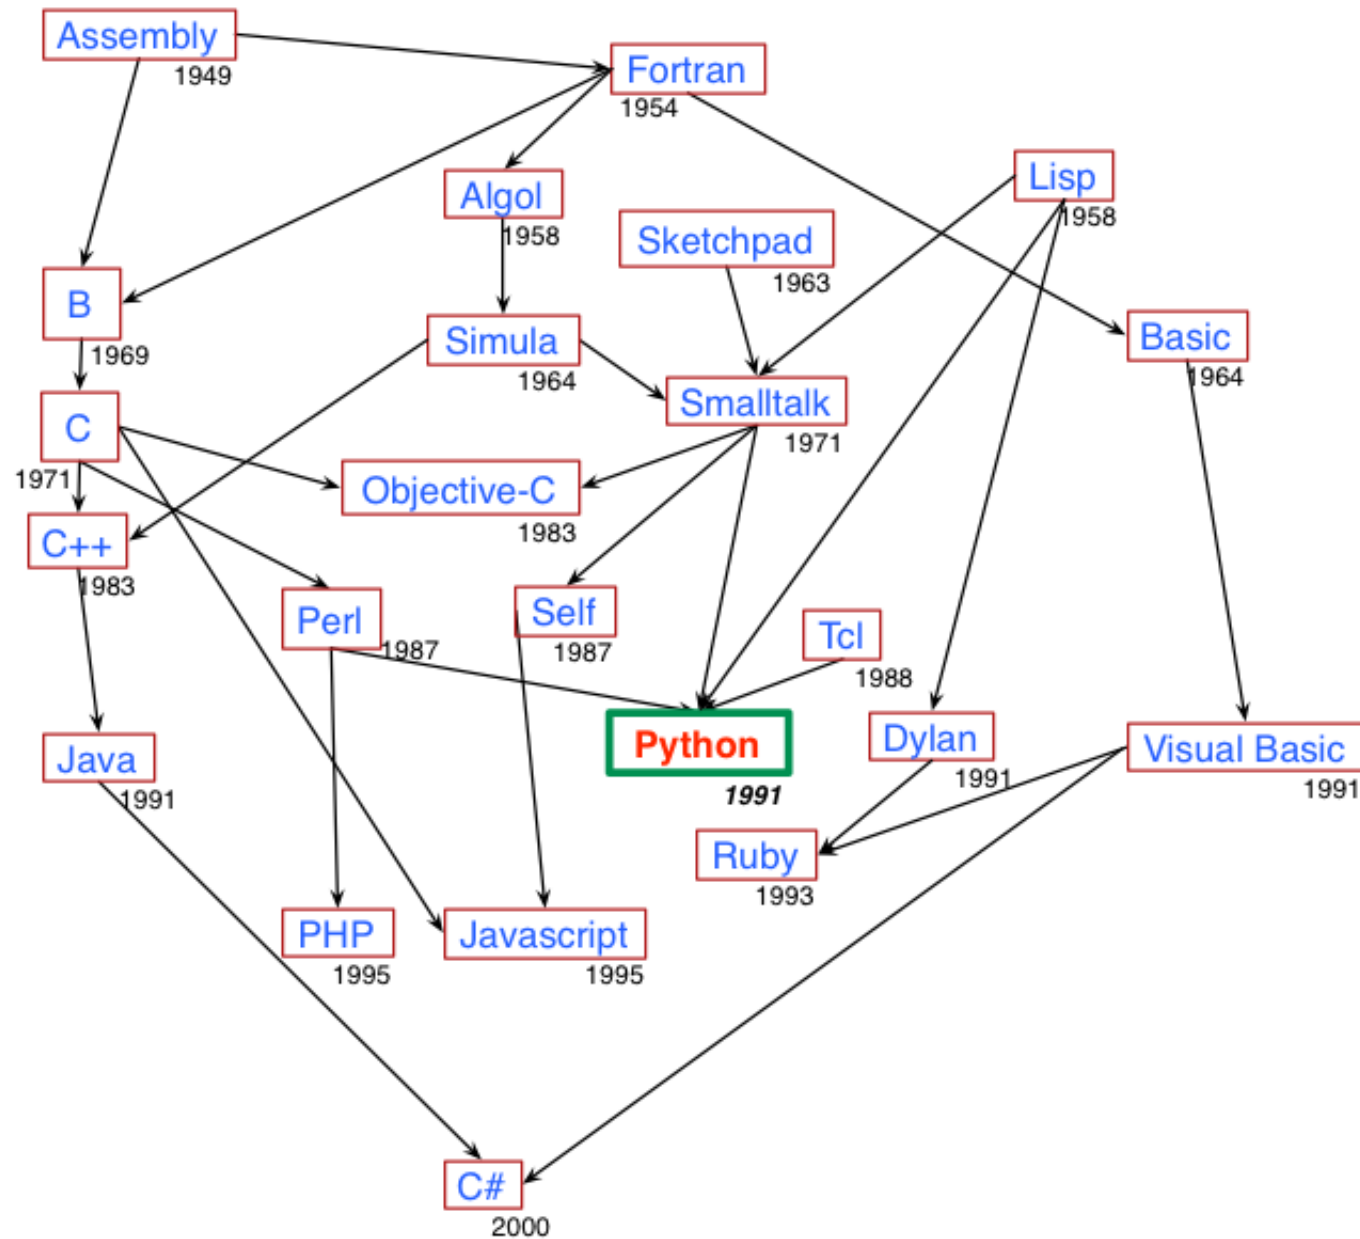 Assembly
1949
Fortran
1954
Algol
1958
Lisp
1958
Sketchpad
1963
B
1969
Simula
1964
Basic
1964
Smalltalk
1971
C
1971
Objective-C
1983
C++
1983
Perl
1987
Self
1987
Tcl
1988
Python
1991
Dylan
1991
Visual Basic
1991
Java
1991
Ruby
1993
PHP
1995
Javascript
1995
C#
2000